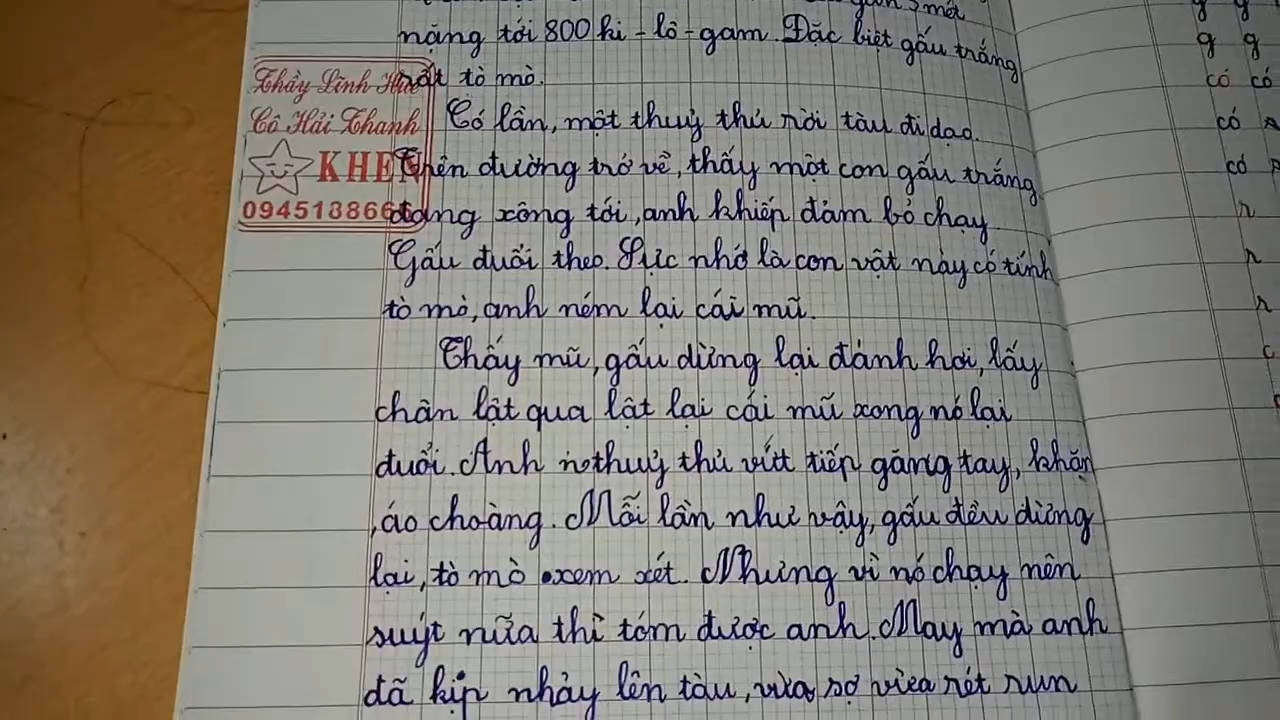 mét
nặng tới 800 ki - lô - gam. Đặc biệt gấu trắng
rất tò mò.
Có lần, một thuỷ thủ rời tàu đi dạo.
Trên đường trở về, thấy một con gấu trắng
đang xông tới, anh khiếp đảm bỏ chạy
Gấu đuổi theo. Sực nhớ là con vật này có tính
tò mò, anh ném lại cái mũ.
Thấy mũ, gấu dừng lại đánh hơi, lấy
chân lật qua lật lại cái mũ xong nó lại
đuổi. Anh thuỷ thủ vứt tiếp găng tay, khăn
, áo choàng. Mỗi lần như vậy, gấu đều dừng
lại, tò mò xem xét. Nhưng vì nó chạy nên
suýt nữa thì tóm được anh. May mà anh
đã kịp nhảy lên tàu, vừa sợ vừa rét run
Thầy Lĩnh Huế
Cô Hải Thanh
KHEN
g g
có có
có
có
r
r
r
c